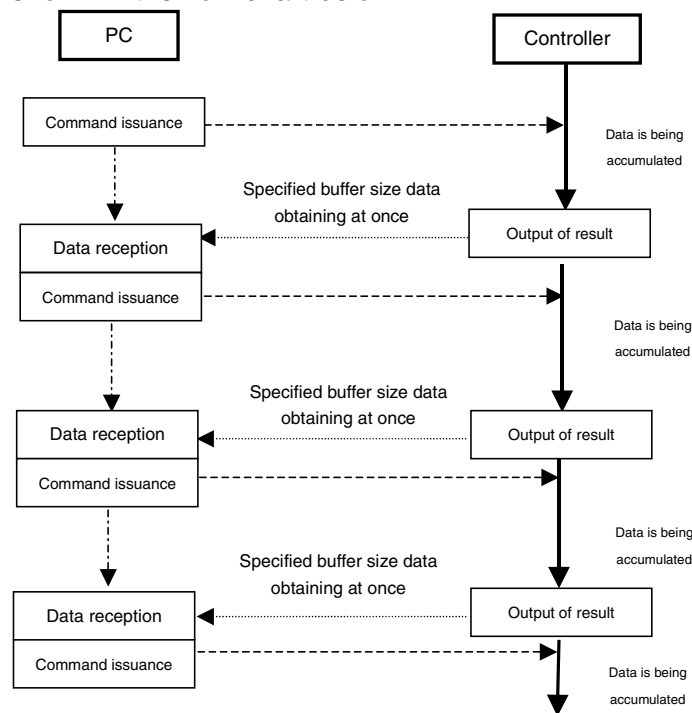 PC
Controller
Command issuance
Data is being
accumulated
Specified buffer size data
obtaining at once
Output of result
Data reception
Command issuance
Data is being
accumulated
Specified buffer size data
obtaining at once
Output of result
Data reception
Command issuance
Data is being
accumulated
Specified buffer size data
obtaining at once
Output of result
Data reception
Command issuance
Data is being
accumulated